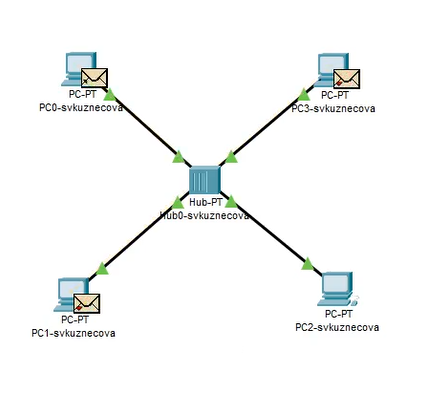 PC-PT
PC0-svkuznecova
PC-PT
PC3-svkuznecova
Hub-PT
Hub0-svkuznecova
PC-PT
PC1-svkuznecova
PC-PT
PC2-svkuznecova